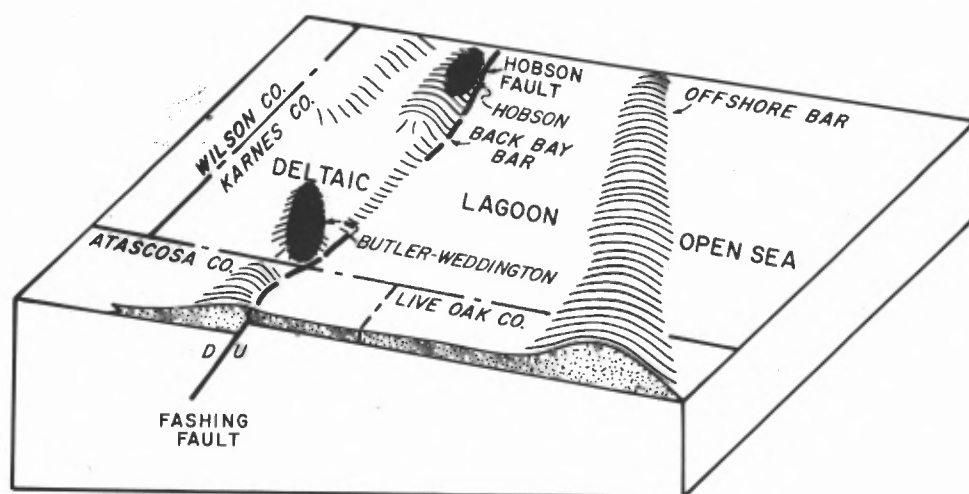 HOBSON
FAULT
HOBSON
BACK BAY
BAR
OFFSHORE BAR
WILSON CO.
KARNES CO.
DELTAIC
LAGOON
OPEN SEA
ATASCOSA CO.
BUTLER-WEDDINGTON
LIVE OAK CO.
D U
FASHING
FAULT